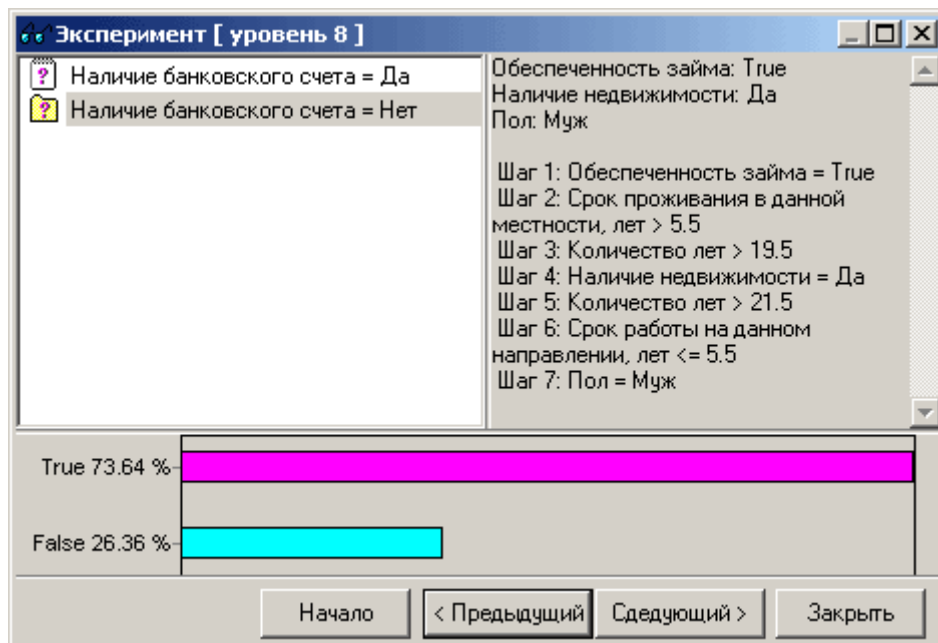 Эксперимент [ уровень 8 ]
Наличие банковского счета = Да
Наличие банковского счета = Нет
Обеспеченность займа: True
Наличие недвижимости: Да
Пол: Муж
Шаг 1: Обеспеченность займа = True
Шаг 2: Срок проживания в данной
местности, лет > 5.5
Шаг 3: Количество лет > 19.5
Шаг 4: Наличие недвижимости = Да
Шаг 5: Количество лет > 21.5
Шаг 6: Срок работы на данном
направлении, лет <= 5.5
Шаг 7: Пол = Муж
True 73.64 %
False 26.36 %
Начало
< Предыдущий
Сдедующий >
Закрыть